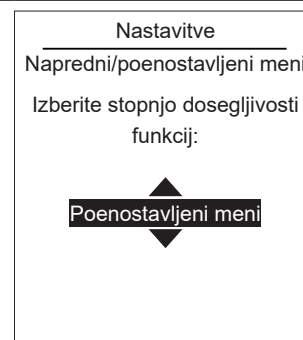 Nastavitve
Napredni/poenostavljeni meni
Izberite stopnjo dosegljivosti
funkcij:
Poenostavljeni meni